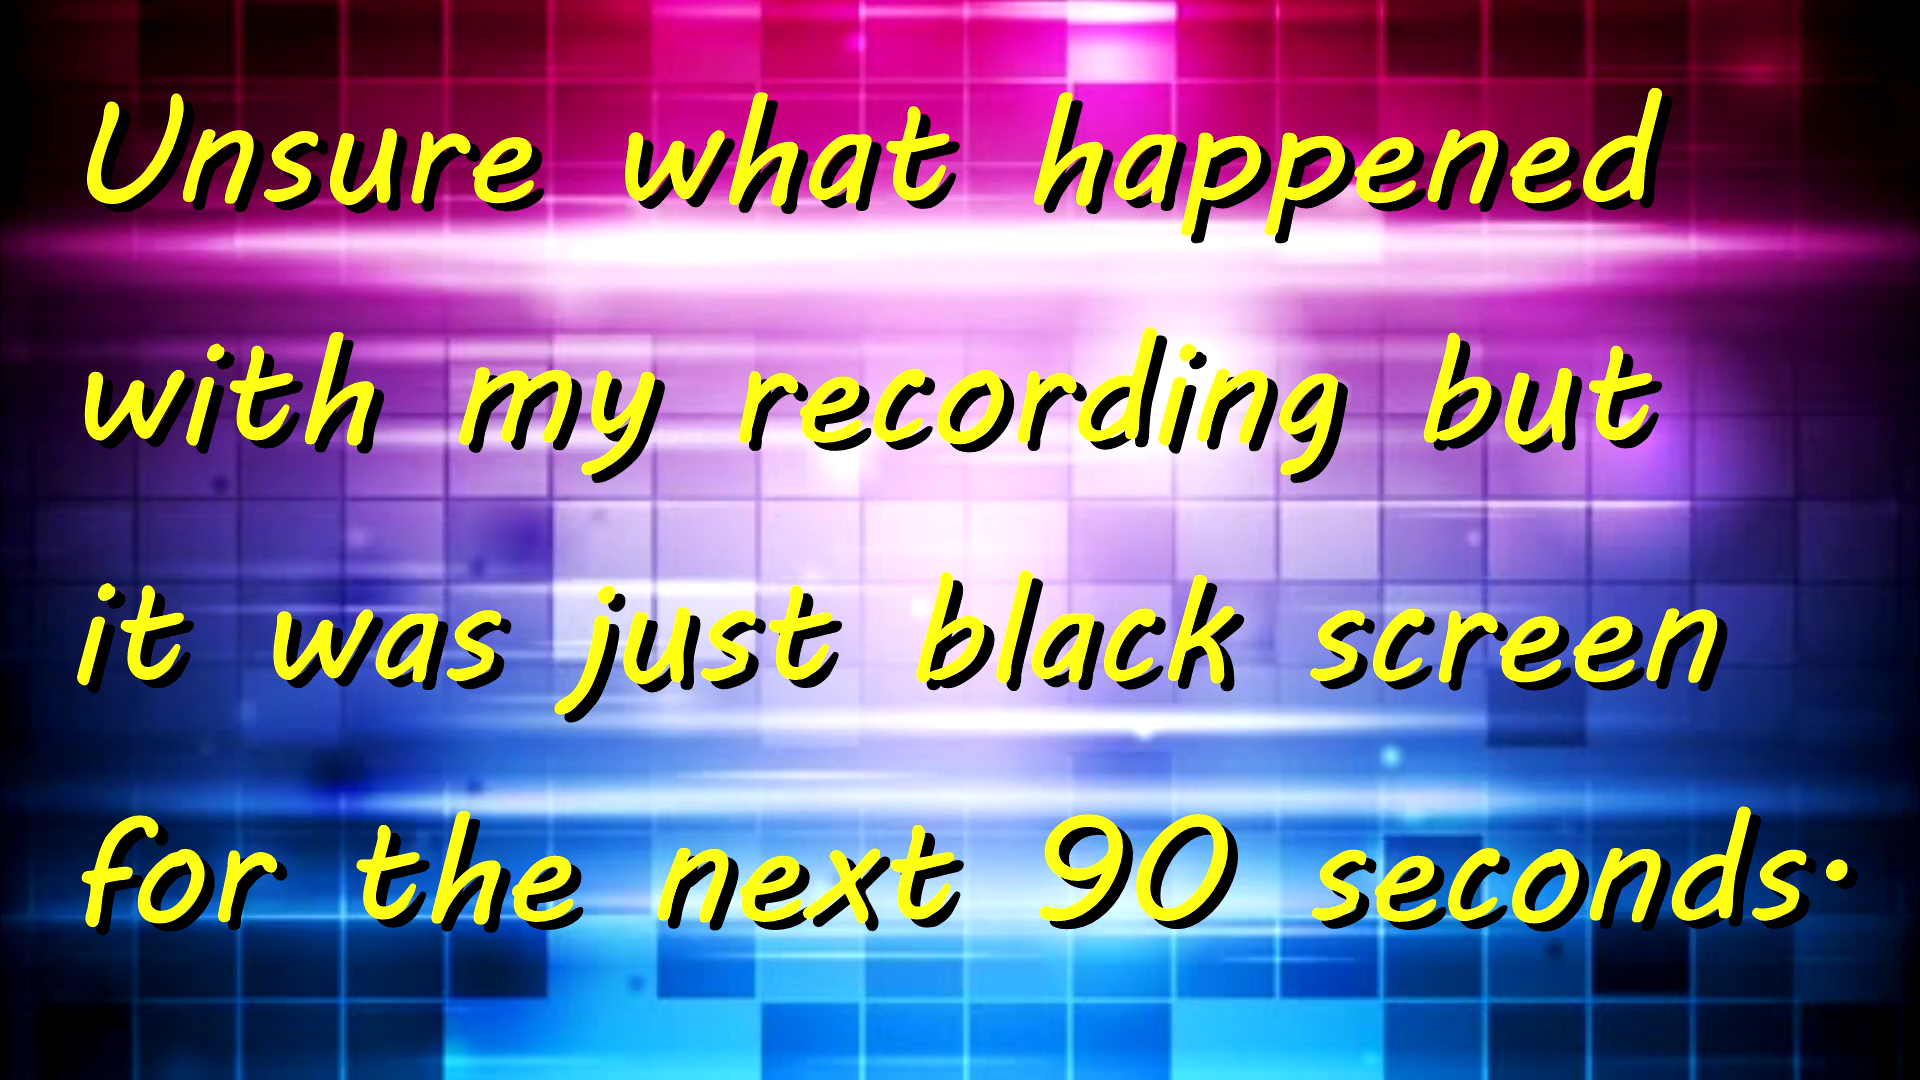 Unsure what happened
with my recording but
it was just black screen
for the next 90 seconds.